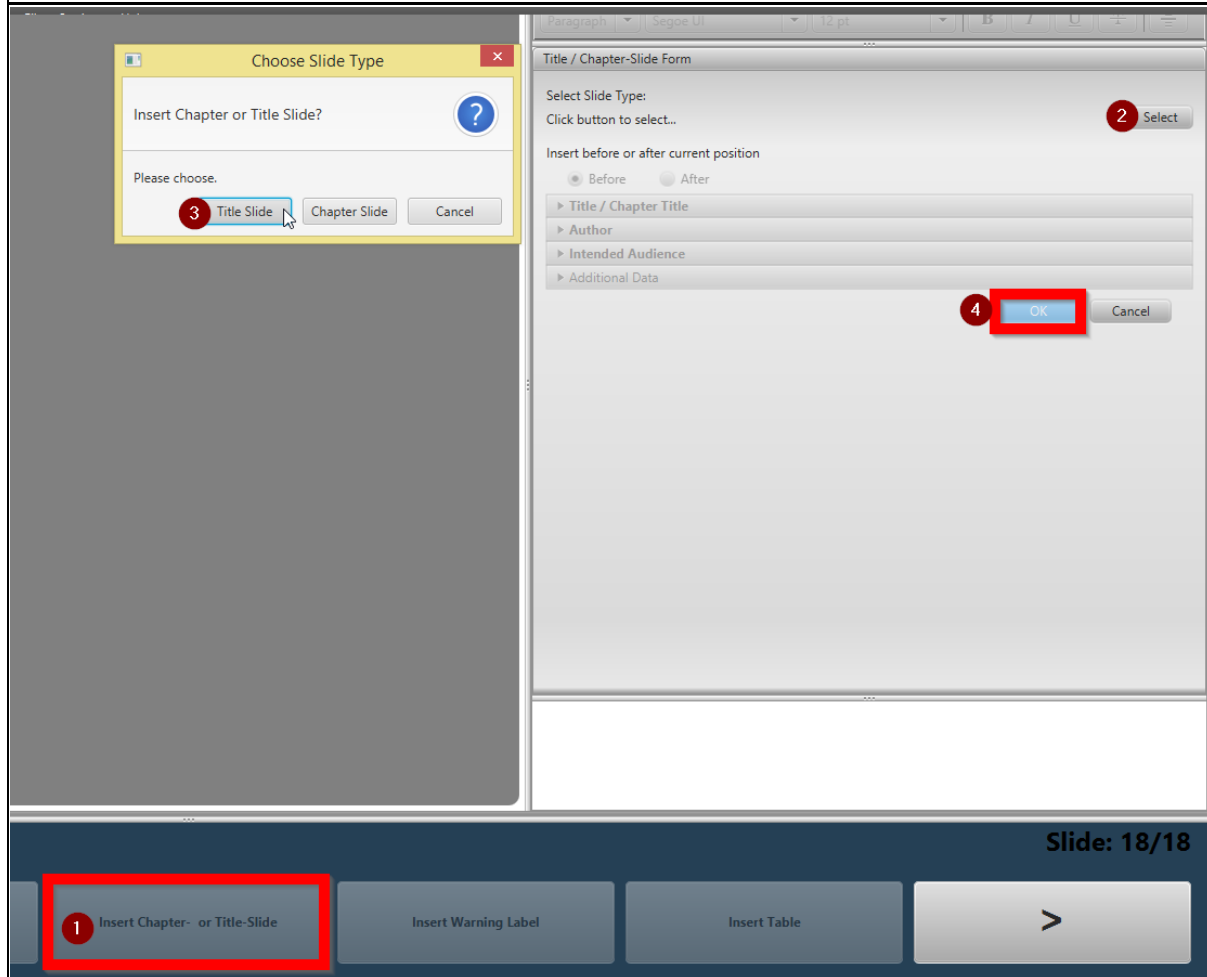 Paragraph Segoe UI 12 pt B I U
Choose Slide Type
Insert Chapter or Title Slide?
?
Please choose.
3 Title Slide Chapter Slide Cancel
Title / Chapter-Slide Form
Select Slide Type:
Click button to select...
2 Select
Insert before or after current position
Before After
Title / Chapter Title
Author
Intended Audience
Additional Data
4 OK Cancel
Slide: 18/18
1 Insert Chapter- or Title-Slide Insert Warning Label Insert Table >